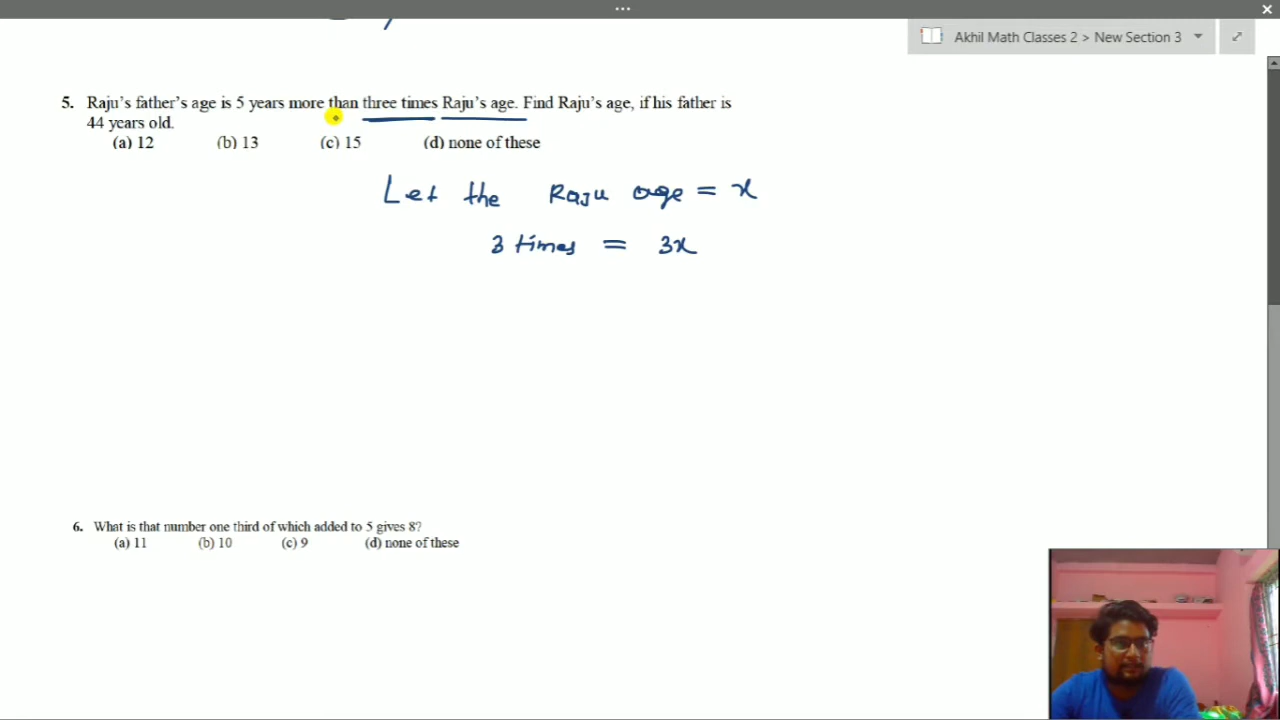 Akhil Math Classes 2 > New Section 3
5. Raju's father's age is 5 years more than three times Raju's age. Find Raju's age, if his father is
44 years old.
(a) 12 (b) 13 (c) 15 (d) none of these
Let the Raju age = x
3 times = 3x
6. What is that number one third of which added to 5 gives 8?
(a) 11 (b) 10 (c) 9 (d) none of these